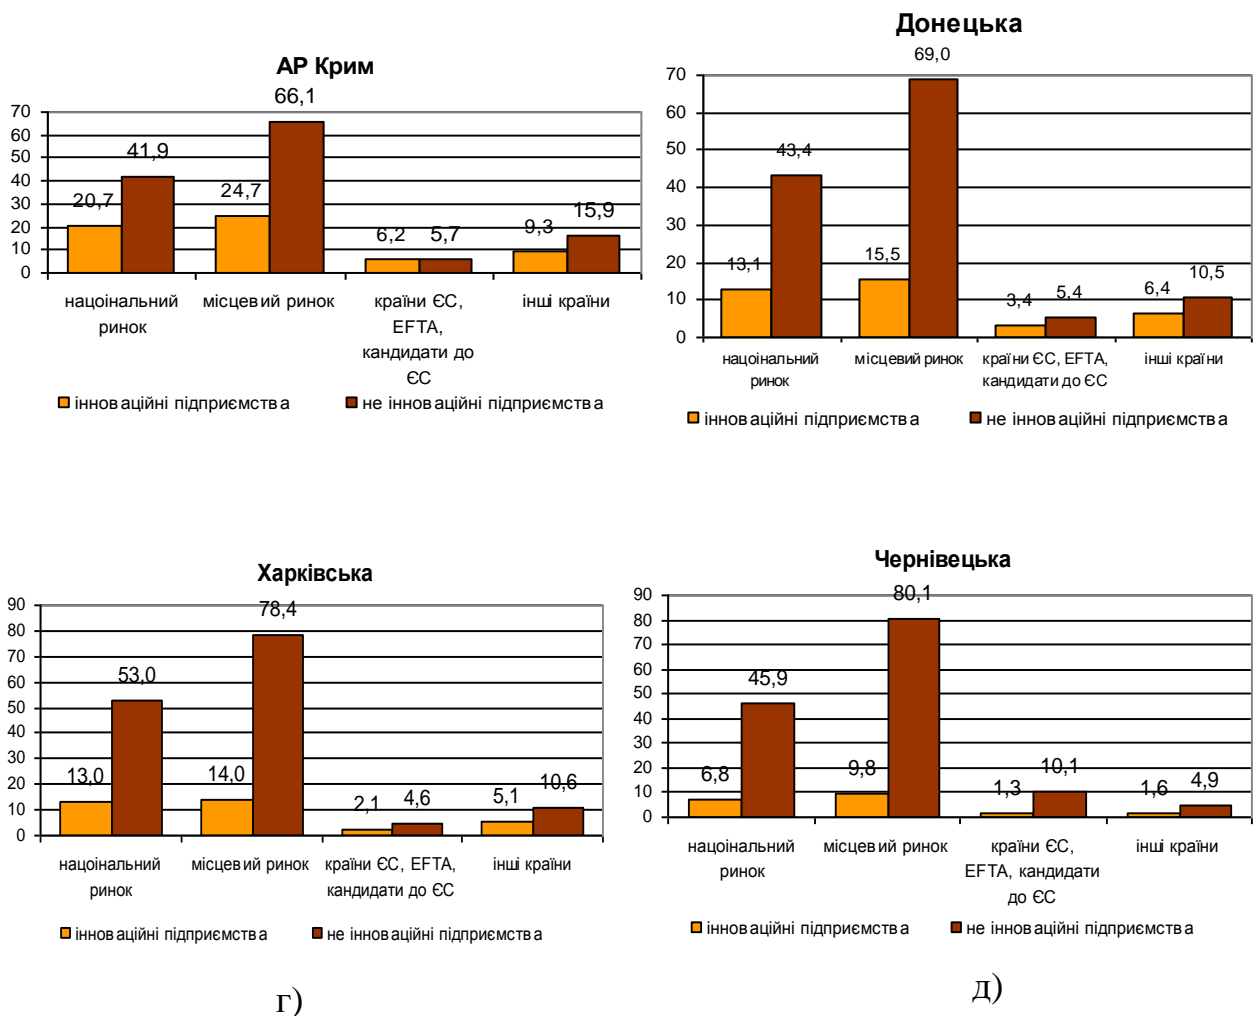 АР Крим
66,1
70
60
50
40
30
20
10
0
41,9
20,7
24,7
6,2
5,7
9,3
15,9
націонаьний
ринок
місцевий ринок
країни ЄС,
EFTA,
кандидати до
ЄС
інші країни
інноваційні підприємства
не інноваційні підприємства
Донецька
69,0
70
60
50
40
30
20
10
0
43,4
13,1
15,5
3,4
5,4
6,4
10,5
нацоінальний
ринок
місцевий ринок
країни ЄС, EFTA,
кандидати до ЄС
інші країни
інноваційні підприємства
не інноваційні підприємства
Харківська
78,4
90
80
70
60
50
40
30
20
10
0
53,0
13,0
14,0
2,1
4,6
5,1
10,6
нацоінальний
ринок
місцевий ринок
країни ЄС, EFTA,
кандидати до ЄС
інші країни
інноваційні підприємства
не інноваційні підприємства
г)
Чернівецька
80,1
90
80
70
60
50
40
30
20
10
0
45,9
6,8
9,8
1,3
10,1
1,6
4,9
нацоінальний
ринок
місцевий ринок
країни ЄС,
EFTA, кандидати
до ЄС
інші країни
інноваційні підприємства
не інноваційні підприємства
д)